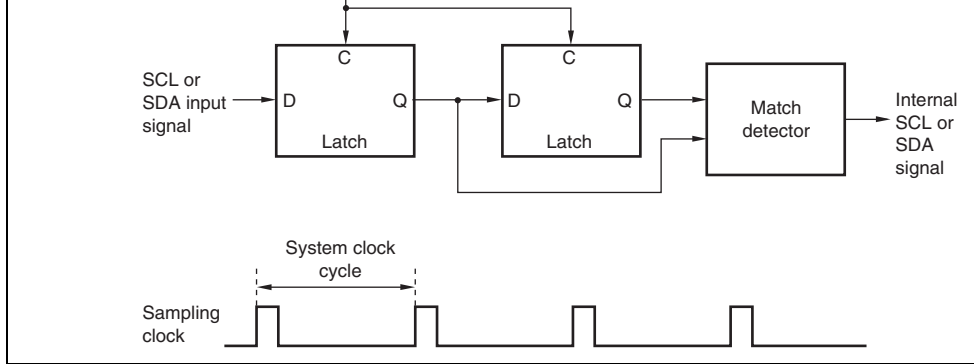 C
C
SCL or
SDA input
signal
D
Q
D
Q
Latch
Latch
Match
detector
Internal
SCL or
SDA
signal
System clock
cycle
Sampling
clock